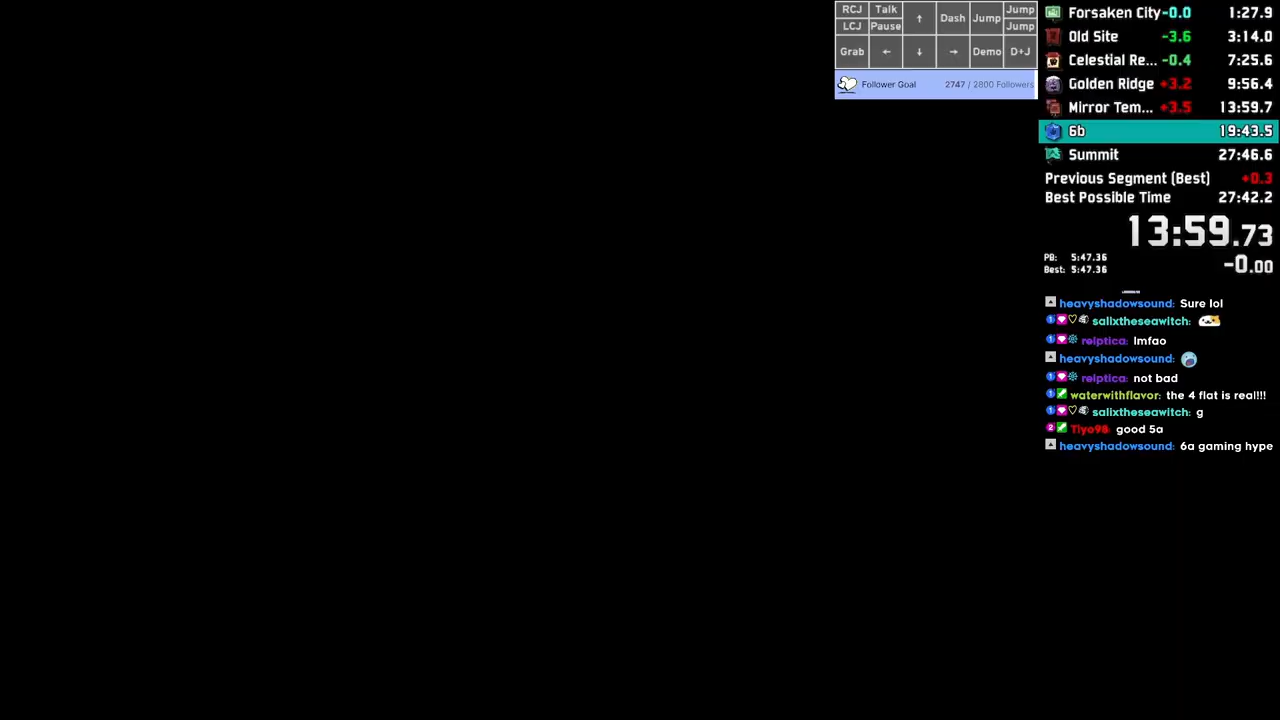 RCJ Talk ↑ Dash Jump Jump
LCJ Pause Jump
Grab ← ↓ → Demo D+J
Follower Goal 2747 / 2800 Followers
Forsaken City -0.0 1:27.9
Old Site -3.6 3:14.0
Celestial Re... -0.4 7:25.6
Golden Ridge +3.2 9:56.4
Mirror Tem... +3.5 13:59.7
6b 19:43.5
Summit 27:46.6
Previous Segment (Best) +0.3
Best Possible Time 27:42.2
13:59.73
PB: 5:47.36
Best: 5:47.36
-0.00
heavyshadowsound: Sure lol
salixtheseawitch:
relptica: lmfao
heavyshadowsound:
relptica: not bad
waterwithflavor: the 4 flat is real!!!
salixtheseawitch: g
Tiyo98: good 5a
heavyshadowsound: 6a gaming hype